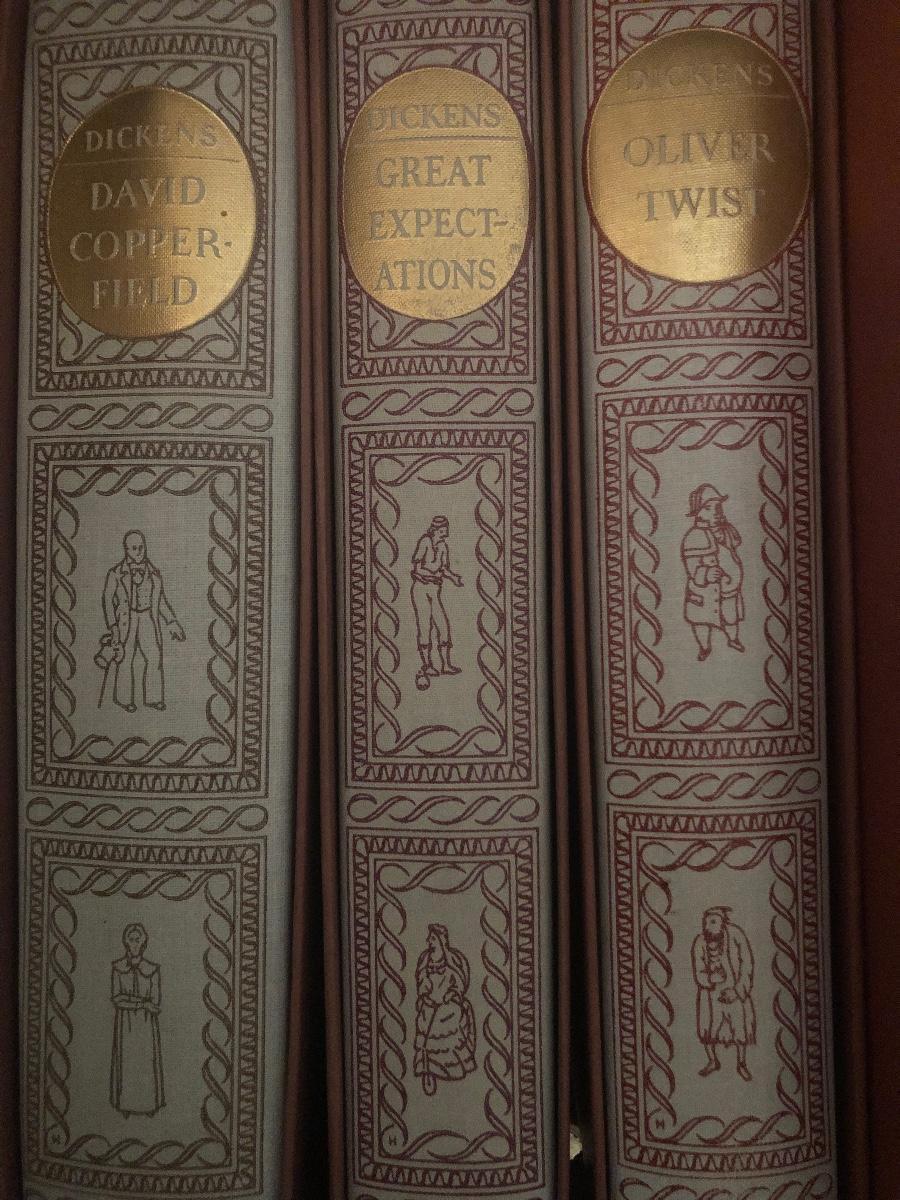 DICKENS
DAVID
COPPER-
FIELD
DICKENS
GREAT
EXPECT-
ATIONS
DICKENS
OLIVER
TWIST
H
H
H